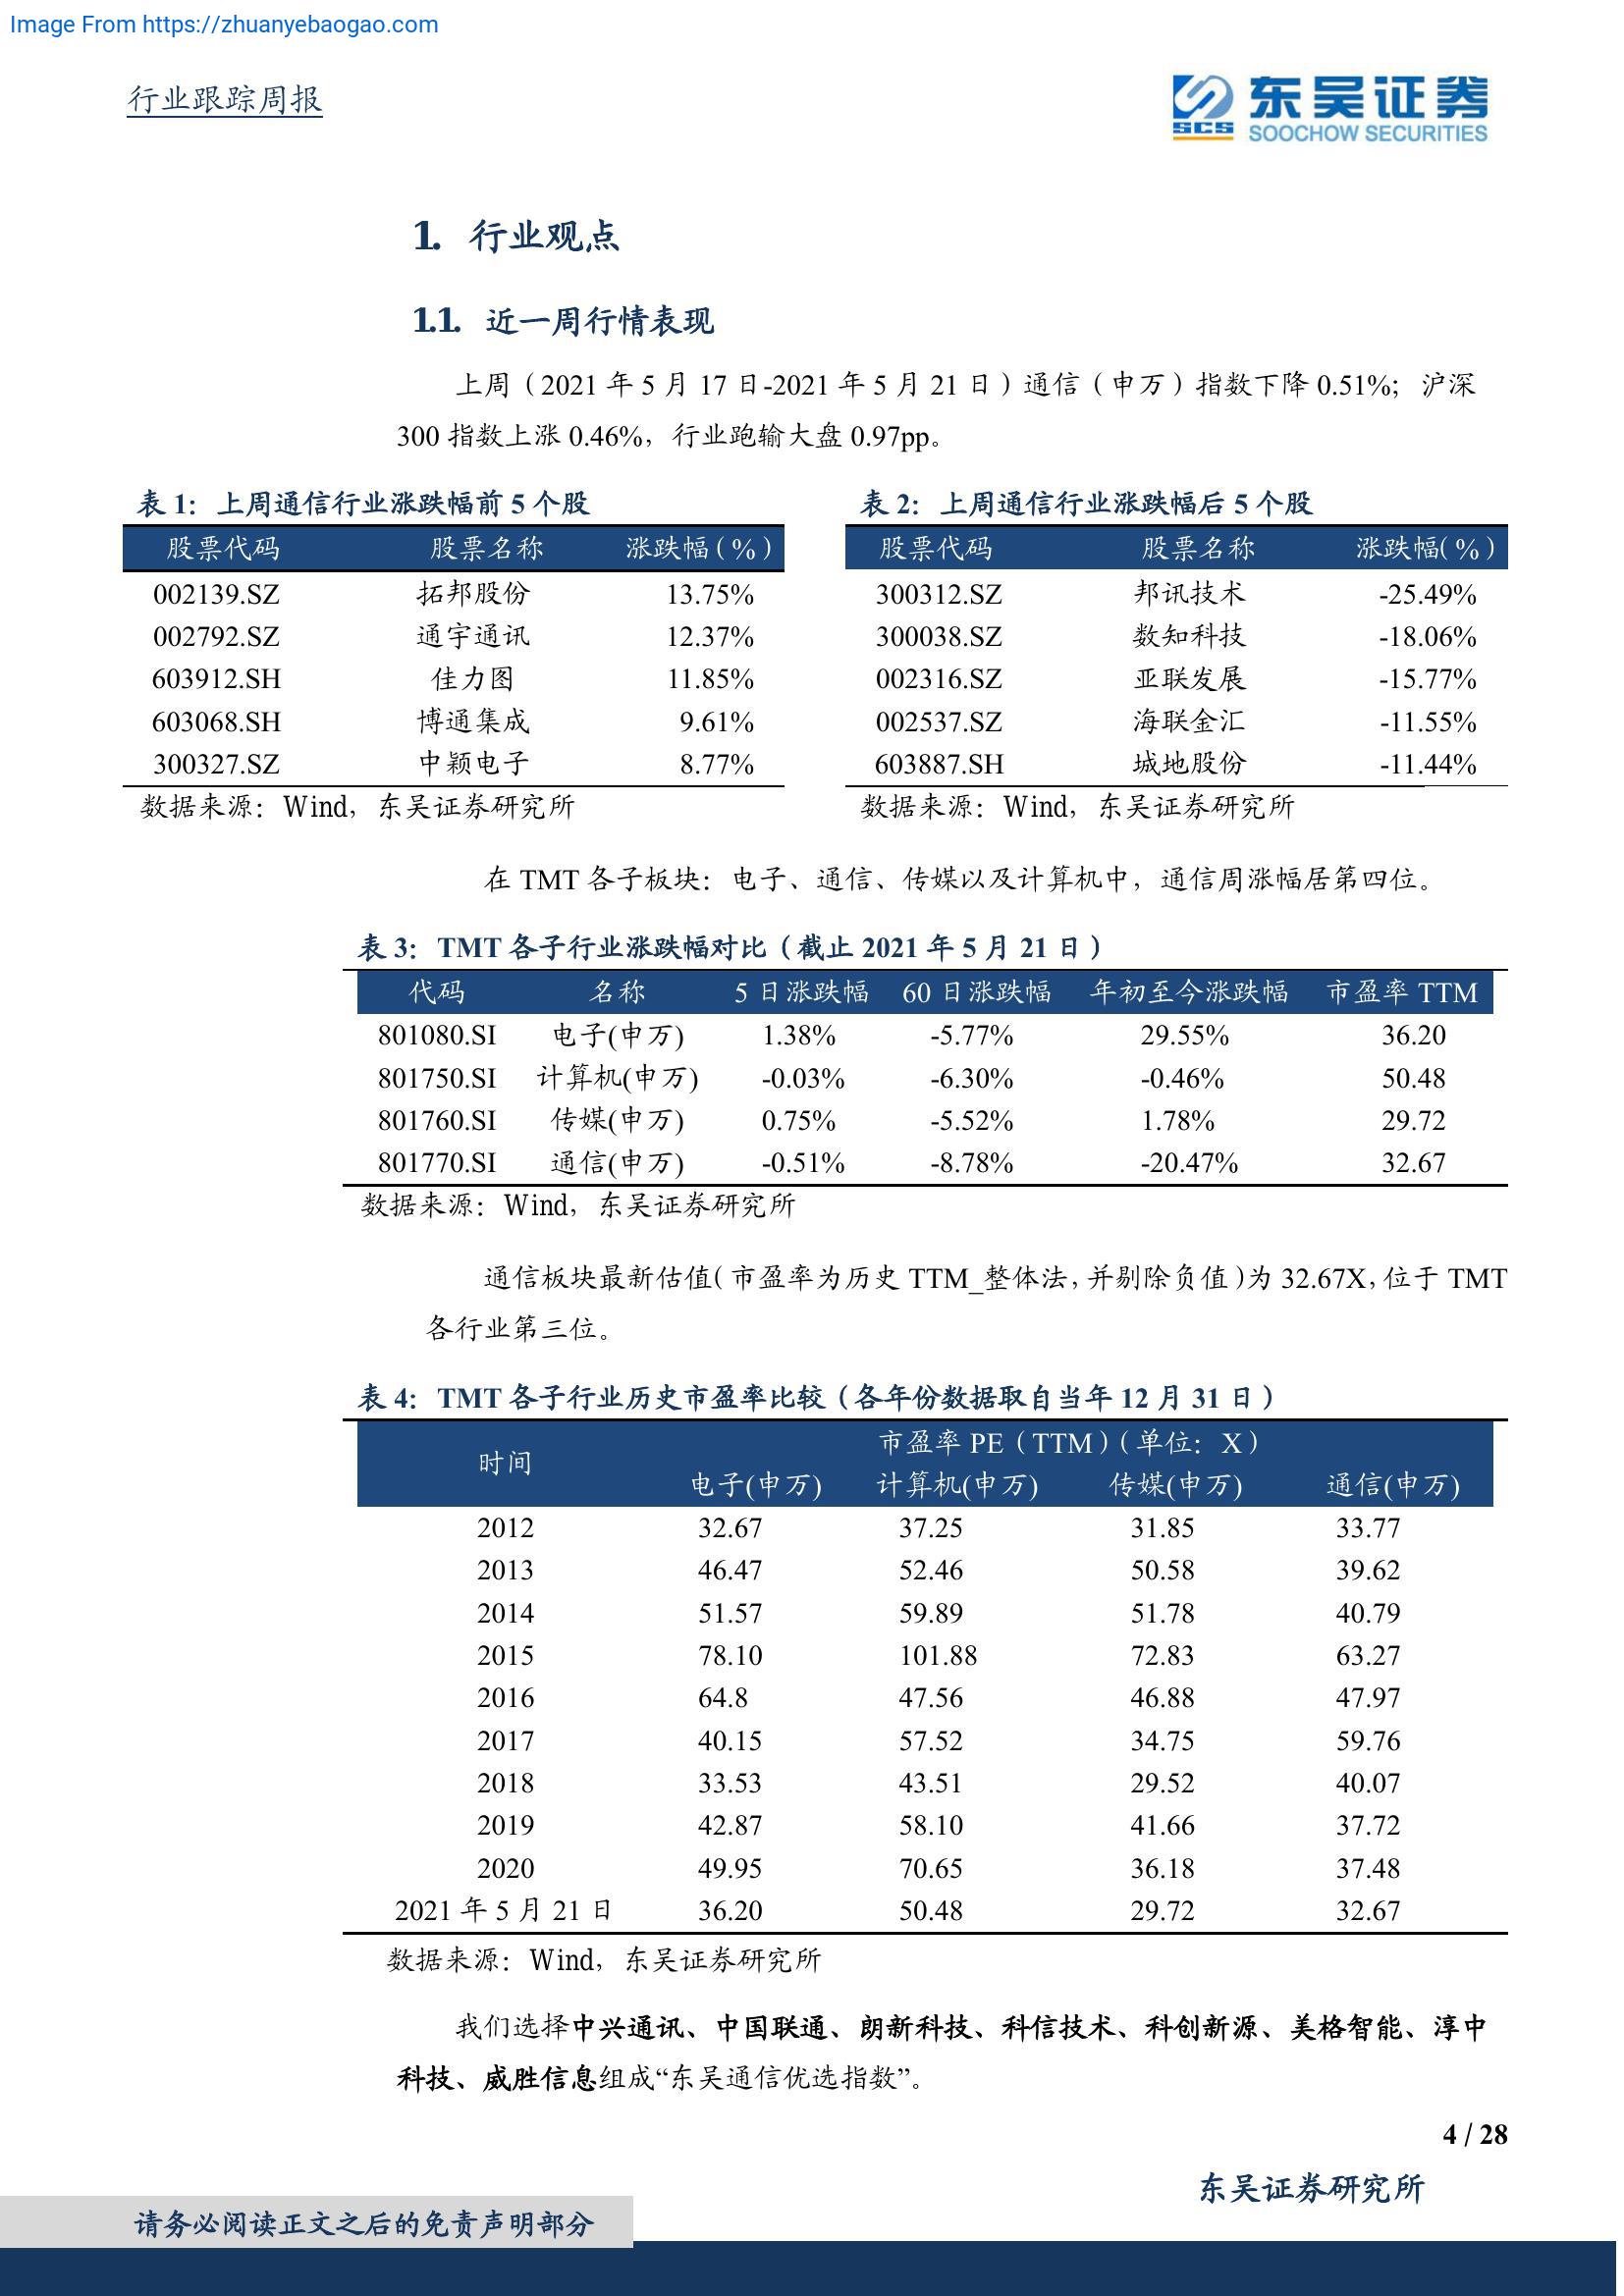 Image From https://zhuanyebaogao.com
行业跟踪周报
SCS
东吴证券
SOOCHOW SECURITIES
1. 行业观点
1.1. 近一周行情表现
上周（2021 年 5 月 17 日-2021 年 5 月 21 日）通信（申万）指数下降 0.51%；沪深
300 指数上涨 0.46%，行业跑输大盘 0.97pp。
表 1：上周通信行业涨跌幅前 5 个股
股票代码 股票名称 涨跌幅（%）
002139.SZ 拓邦股份 13.75%
002792.SZ 通宇通讯 12.37%
603912.SH 佳力图 11.85%
603068.SH 博通集成 9.61%
300327.SZ 中颖电子 8.77%
数据来源：Wind，东吴证券研究所
表 2：上周通信行业涨跌幅后 5 个股
股票代码 股票名称 涨跌幅(%）
300312.SZ 邦讯技术 -25.49%
300038.SZ 数知科技 -18.06%
002316.SZ 亚联发展 -15.77%
002537.SZ 海联金汇 -11.55%
603887.SH 城地股份 -11.44%
数据来源：Wind，东吴证券研究所
在 TMT 各子板块：电子、通信、传媒以及计算机中，通信周涨幅居第四位。
表 3：TMT 各子行业涨跌幅对比（截止 2021 年 5 月 21 日）
代码 名称 5 日涨跌幅 60 日涨跌幅 年初至今涨跌幅 市盈率 TTM
801080.SI 电子(申万) 1.38% -5.77% 29.55% 36.20
801750.SI 计算机(申万) -0.03% -6.30% -0.46% 50.48
801760.SI 传媒(申万) 0.75% -5.52% 1.78% 29.72
801770.SI 通信(申万) -0.51% -8.78% -20.47% 32.67
数据来源：Wind，东吴证券研究所
通信板块最新估值（市盈率为历史 TTM_整体法，并剔除负值）为 32.67X，位于 TMT
各行业第三位。
表 4：TMT 各子行业历史市盈率比较（各年份数据取自当年 12 月 31 日）
时间 市盈率 PE（TTM）（单位：X）
电子(申万) 计算机(申万) 传媒(申万) 通信(申万)
2012 32.67 37.25 31.85 33.77
2013 46.47 52.46 50.58 39.62
2014 51.57 59.89 51.78 40.79
2015 78.10 101.88 72.83 63.27
2016 64.8 47.56 46.88 47.97
2017 40.15 57.52 34.75 59.76
2018 33.53 43.51 29.52 40.07
2019 42.87 58.10 41.66 37.72
2020 49.95 70.65 36.18 37.48
2021 年 5 月 21 日 36.20 50.48 29.72 32.67
数据来源：Wind，东吴证券研究所
我们选择中兴通讯、中国联通、朗新科技、科信技术、科创新源、美格智能、淳中
科技、威胜信息组成“东吴通信优选指数”。
4 / 28
东吴证券研究所
请务必阅读正文之后的免责声明部分